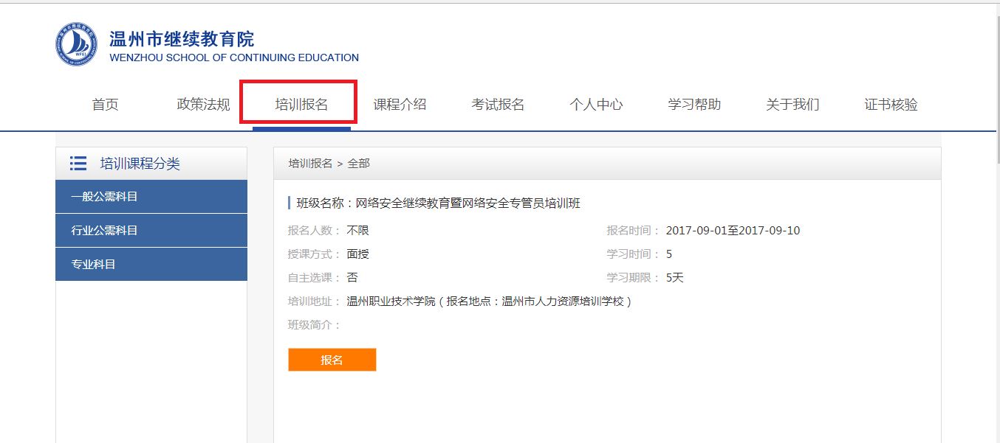 温州市继续教育院
WENZHOU SCHOOL OF CONTINUING EDUCATION
WFEI
首页 政策法规 培训报名 课程介绍 考试报名 个人中心 学习帮助 关于我们 证书核验
培训课程分类
一般公需科目
行业公需科目
专业科目
培训报名 > 全部
班级名称：网络安全继续教育暨网络安全专管员培训班
报名人数： 不限 报名时间： 2017-09-01至2017-09-10
授课方式： 面授 学习时间： 5
自主选课： 否 学习期限： 5天
培训地址： 温州职业技术学院（报名地点：温州市人力资源培训学校）
班级简介：
报名